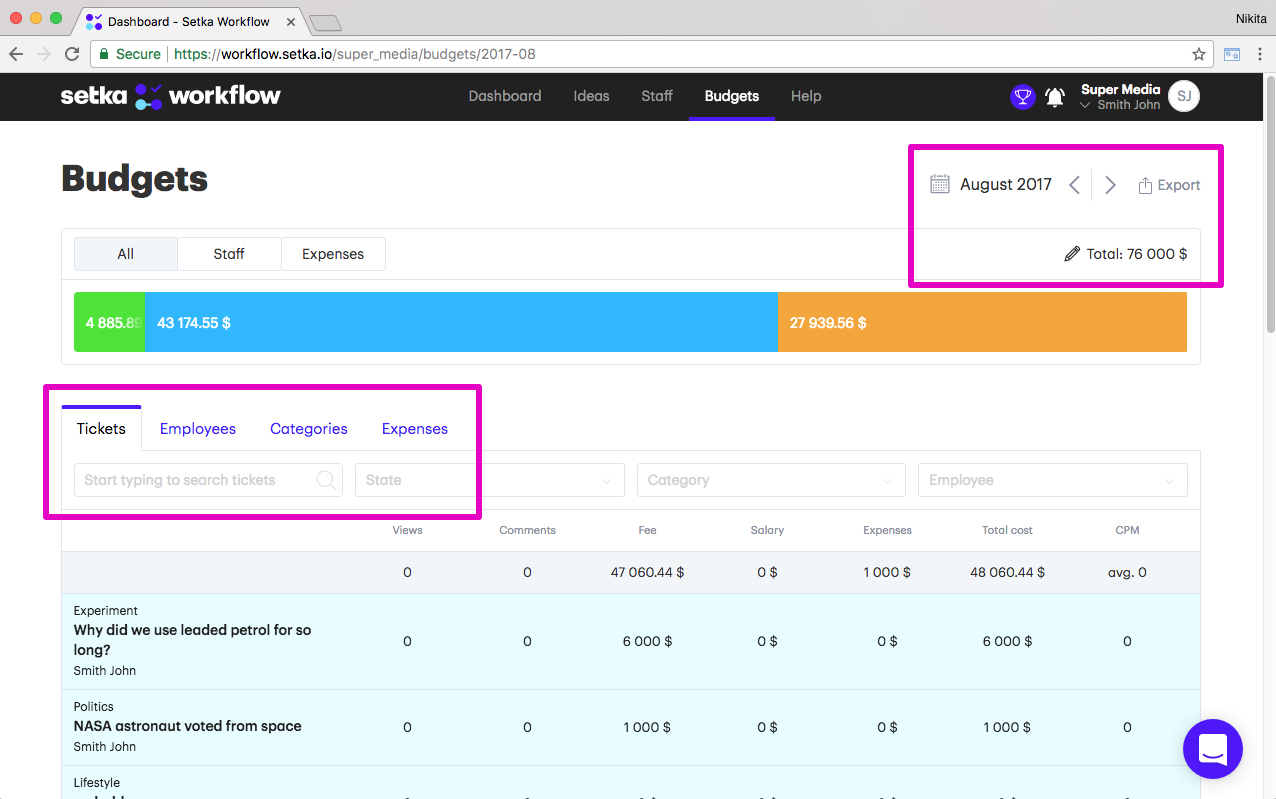 Dashboard - Setka Workflow
Nikita
Secure https://workflow.setka.io/super_media/budgets/2017-08
setka workflow
Dashboard Ideas Staff Budgets Help
Super Media
Smith John
SJ
Budgets
August 2017
Export
All Staff Expenses
Total: 76 000 $
4 885.89 43 174.55 $ 27 939.56 $
Tickets Employees Categories Expenses
Start typing to search tickets State Category Employee
Views Comments Fee Salary Expenses Total cost CPM
0 0 47 060.44 $ 0 $ 1 000 $ 48 060.44 $ avg. 0
Experiment
Why did we use leaded petrol for so
long?
Smith John
0 0 6 000 $ 0 $ 0 $ 6 000 $ 0
Politics
NASA astronaut voted from space
Smith John
0 0 1 000 $ 0 $ 0 $ 1 000 $ 0
Lifestyle